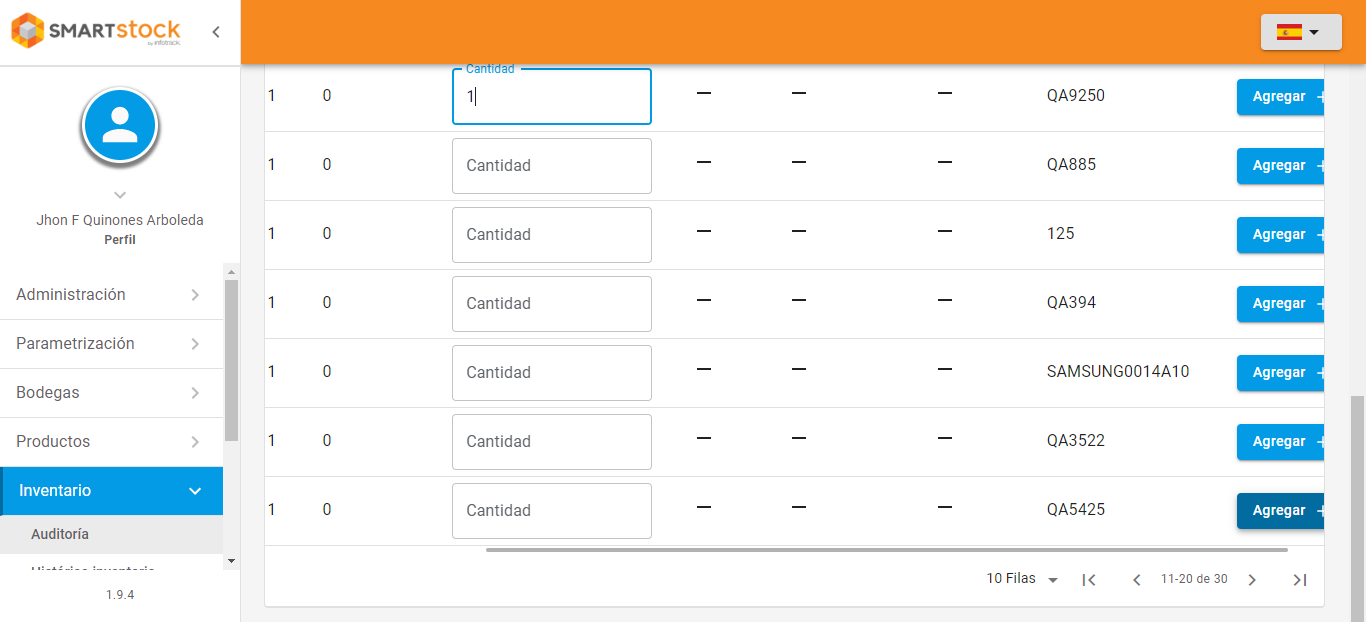 SMARTSTOCK
by infotrack.
Jhon F Quinones Arboleda
Perfil
Administración
Parametrización
Bodegas
Productos
Inventario
Auditoría
Histórico inventario
1.9.4
Cantidad
1 0 1 — — — QA9250 Agregar +
1 0 Cantidad — — — QA885 Agregar +
1 0 Cantidad — — — 125 Agregar +
1 0 Cantidad — — — QA394 Agregar +
1 0 Cantidad — — — SAMSUNG0014A10 Agregar +
1 0 Cantidad — — — QA3522 Agregar +
1 0 Cantidad — — — QA5425 Agregar +
10 Filas 11-20 de 30